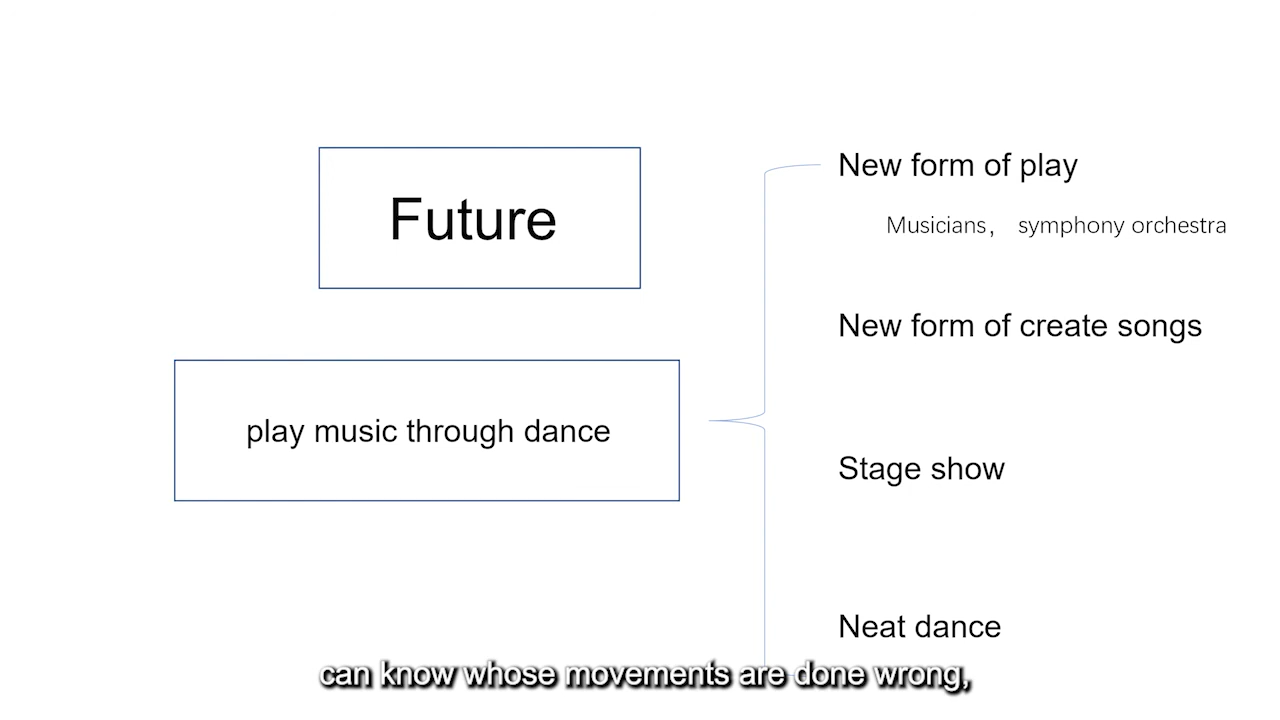 Future
play music through dance
New form of play
Musicians， symphony orchestra
New form of create songs
Stage show
Neat dance
can know whose movements are done wrong,